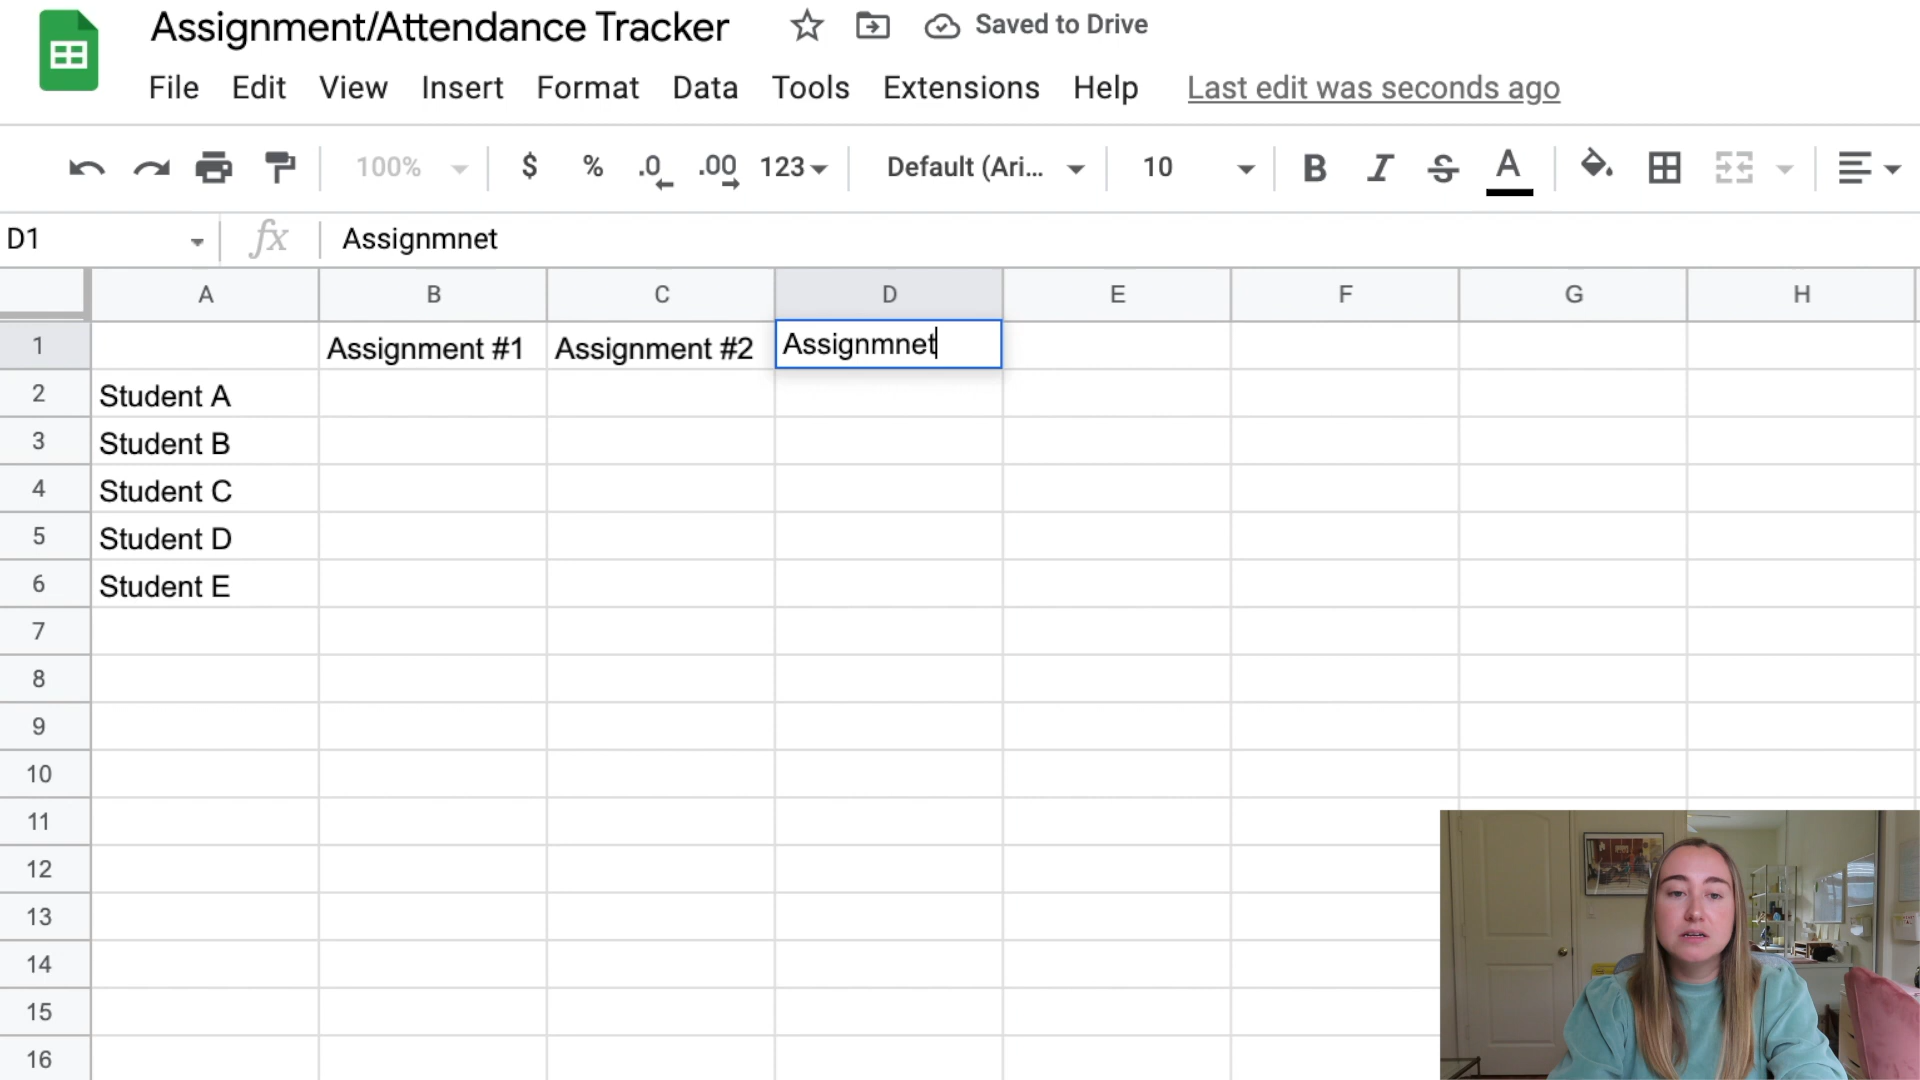 Assignment/Attendance Tracker Saved to Drive
File Edit View Insert Format Data Tools Extensions Help Last edit was seconds ago
100% $ % .0 .00 123 Default (Ari... 10 B I S A
D1 fx Assignmnet
A B C D E F G H
1 Assignment #1 Assignment #2 Assignmnet
2 Student A
3 Student B
4 Student C
5 Student D
6 Student E
7
8
9
10
11
12
13
14
15
16